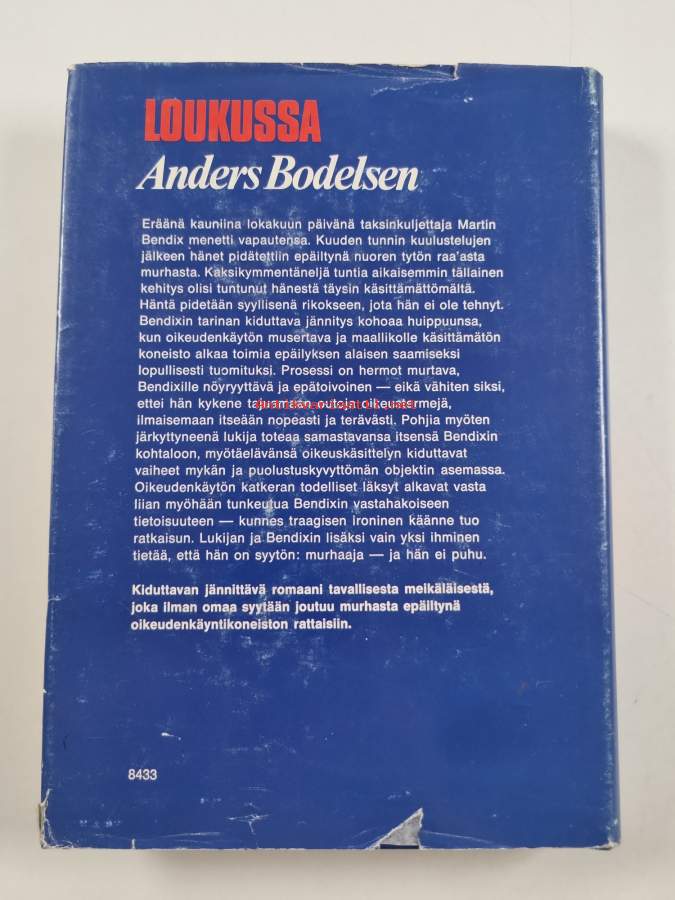 LOUKUSSA
Anders Bodelsen
Eräänä kauniina lokakuun päivänä taksinkuljettaja Martin
Bendix menetti vapautensa. Kuuden tunnin kuulustelujen
jälkeen hänet pidätettiin epäiltynä nuoren tytön raa'asta
murhasta. Kaksikymmentäneljä tuntia aikaisemmin tällainen
kehitys olisi tuntunut hänestä täysin käsittämättömältä.
Häntä pidetään syyllisenä rikokseen, jota hän ei ole tehnyt.
Bendixin tarinan kiduttava jännitys kohoaa huippuunsa,
kun oikeudenkäytön musertava ja maallikolle käsittämätön
koneisto alkaa toimia epäilyksen alaisen saamiseksi
lopullisesti tuomituksi. Prosessi on hermot murtava,
Bendixille nöyryyttävä ja epätoivoinen — eikä vähiten siksi,
ettei hän kykene tajuamaan outoja oikeustermejä,
ilmaisemaan itseään nopeasti ja terävästi. Pohjia myöten
järkyttyneenä lukija toteaa samastavansa itsensä Bendixin
kohtaloon, myötäelävänsä oikeuskäsittelyn kiduttavat
vaiheet mykän ja puolustuskyvyttömän objektin asemassa.
Oikeudenkäytön katkeran todelliset läksyt alkavat vasta
liian myöhään tunkeutua Bendixin vastahakoiseen
tietoisuuteen — kunnes traagisen ironinen käänne tuo
ratkaisun. Lukijan ja Bendixin lisäksi vain yksi ihminen
tietää, että hän on syytön: murhaaja — ja hän ei puhu.
Kiduttavan jännittävä romaani tavallisesta meikäläisestä,
joka ilman omaa syytään joutuu murhasta epäiltynä
oikeudenkäyntikoneiston rattaisiin.
8433